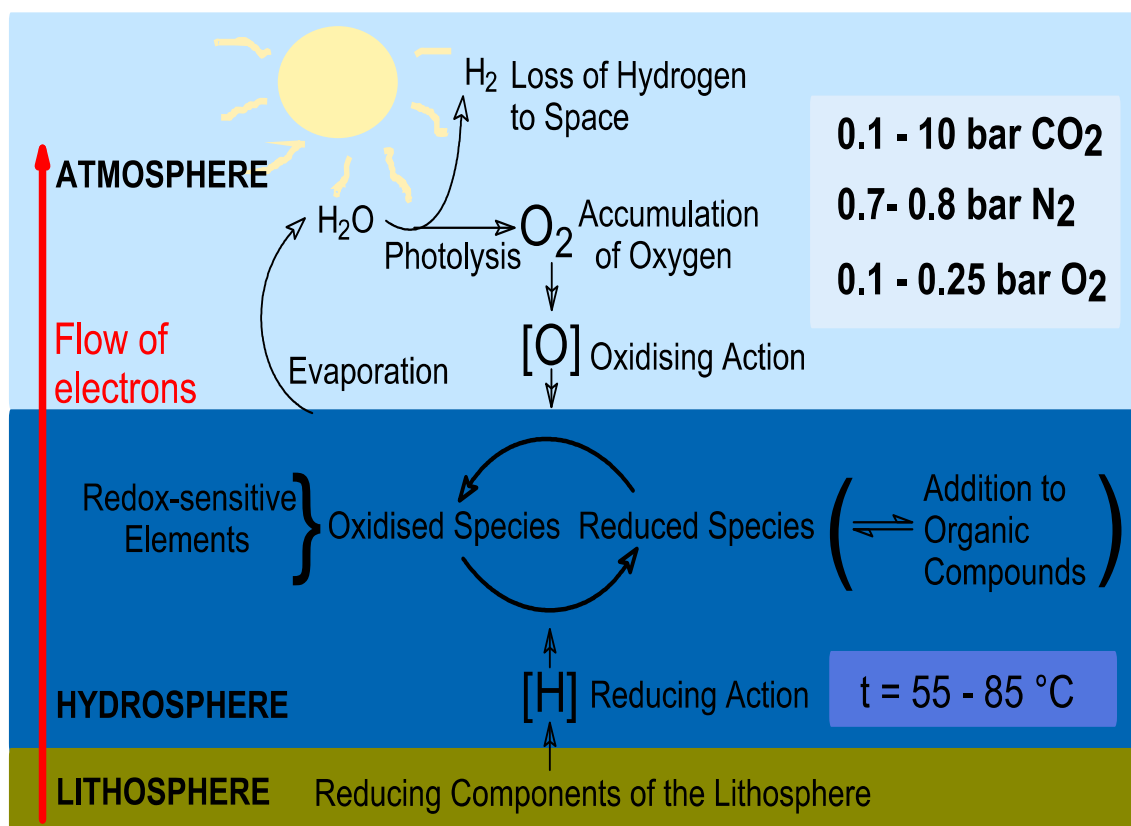 H2 Loss of Hydrogen
to Space
0.1 - 10 bar CO2
0.7- 0.8 bar N2
0.1 - 0.25 bar O2
ATMOSPHERE
H2O
Photolysis
O2
Accumulation
of Oxygen
Flow of
electrons
Evaporation
[O] Oxidising Action
Redox-sensitive
Elements
}
Oxidised Species
Reduced Species
(
Addition to
Organic
Compounds
)
HYDROSPHERE
[H] Reducing Action
t = 55 - 85 °C
LITHOSPHERE
Reducing Components of the Lithosphere